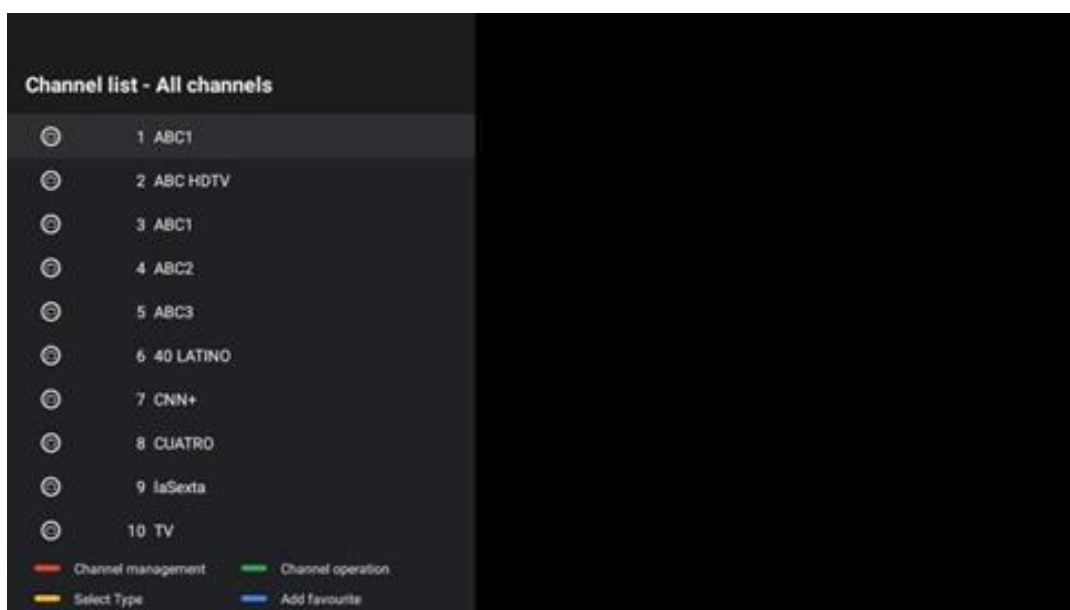 Channel list - All channels
1 ABC1
2 ABC HDTV
3 ABC1
4 ABC2
5 ABC3
6 40 LATINO
7 CNN+
8 CUATRO
9 laSexta
10 TV
Channel management Channel operation
Select Type Add favourite